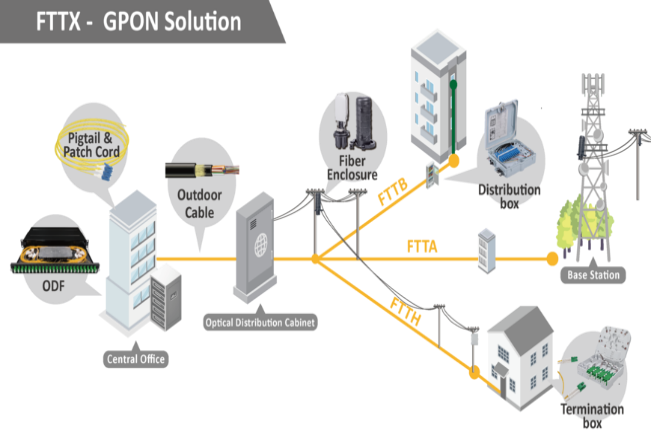 FTTX - GPON Solution
Pigtail &
Patch Cord
Outdoor
Cable
Fiber
Enclosure
Distribution
box
FTTB
FTTA
FTTH
ODF
Base Station
Optical Distribution Cabinet
Central Office
Termination
box